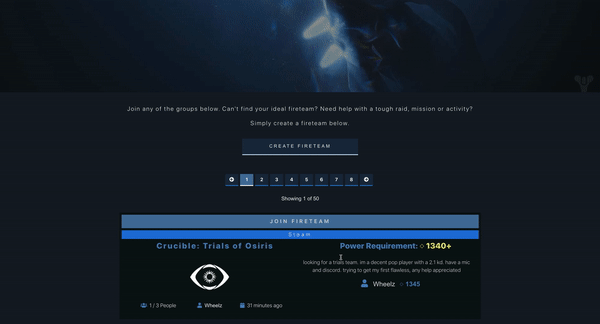 Join any of the groups below. Can't find your ideal fireteam? Need help with a tough raid, mission or activity?
Simply create a fireteam below.
CREATE FIRETEAM
1 2 3 4 5 6 7 8
Showing 1 of 50
JOIN FIRETEAM
Steam
Crucible: Trials of Osiris
Power Requirement: 1340+
looking for a trials team. im a decent pop player with a 2.1 kd. have a mic
and discord. trying to get my first flawless, any help appreciated
Wheelz 1345
1 / 3 People Wheelz 31 minutes ago